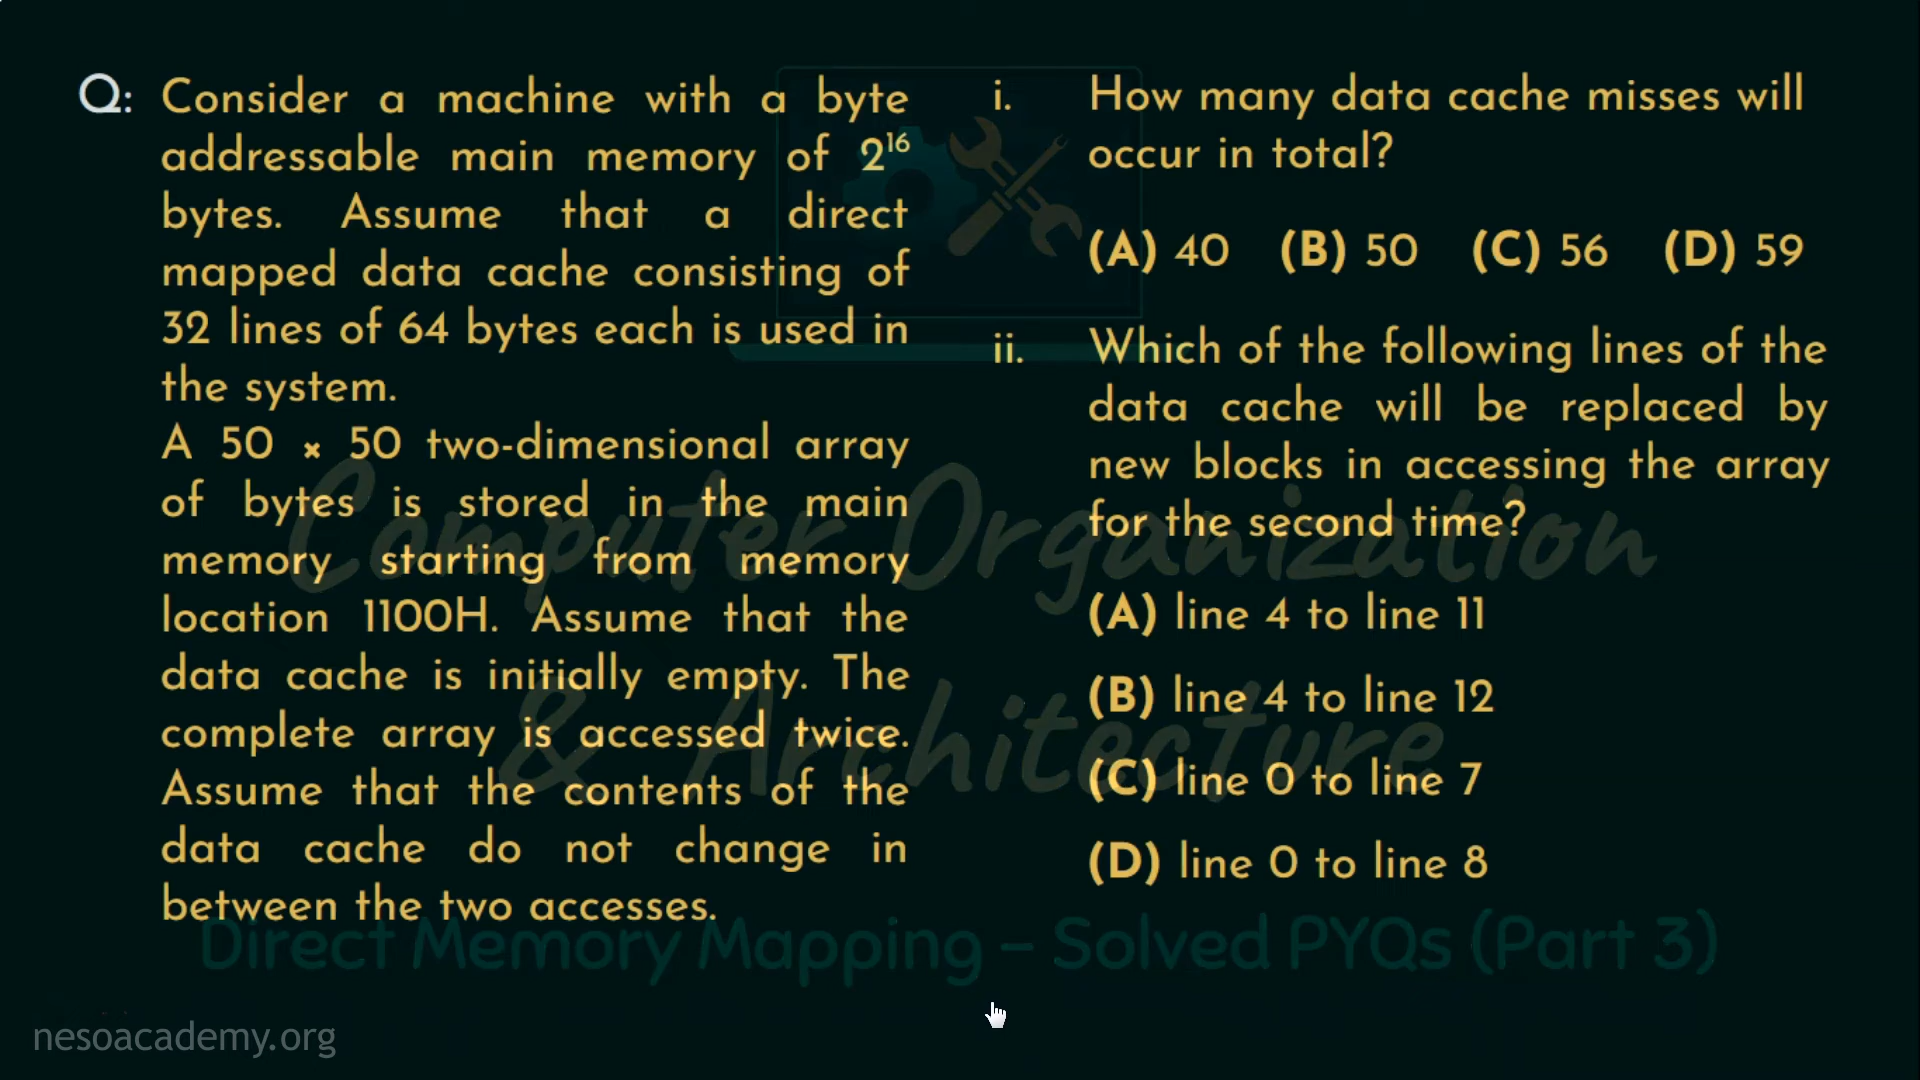 Q: Consider a machine with a byte
addressable main memory of 2¹⁶
bytes. Assume that a direct
mapped data cache consisting of
32 lines of 64 bytes each is used in
the system.
A 50 × 50 two-dimensional array
of bytes is stored in the main
memory starting from memory
location 1100H. Assume that the
data cache is initially empty. The
complete array is accessed twice.
Assume that the contents of the
data cache do not change in
between the two accesses.
i. How many data cache misses will
occur in total?
(A) 40 (B) 50 (C) 56 (D) 59
ii. Which of the following lines of the
data cache will be replaced by
new blocks in accessing the array
for the second time?
(A) line 4 to line 11
(B) line 4 to line 12
(C) line 0 to line 7
(D) line 0 to line 8
Computer Organization
& Architecture
Direct Memory Mapping – Solved PYQs (Part 3)
nesoacademy.org